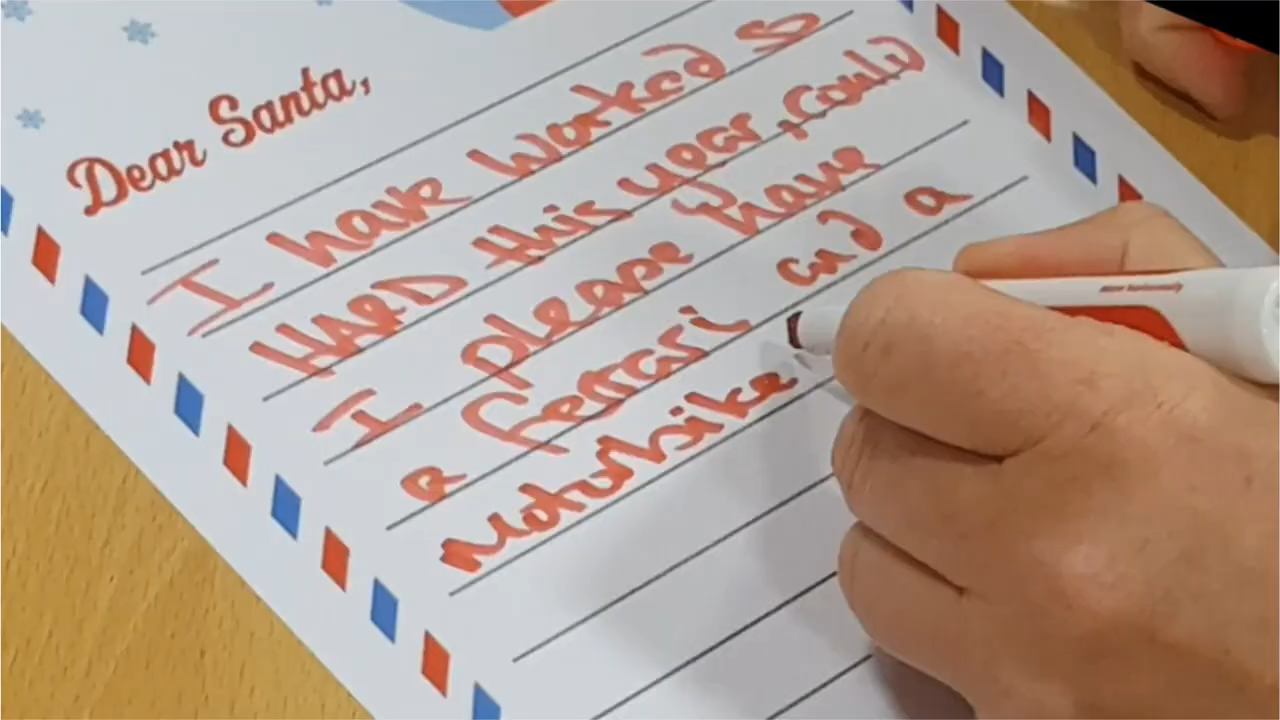 Dear Santa,
I have worked so
HARD this year, could
I please have
a ferrari and a
Motorbike